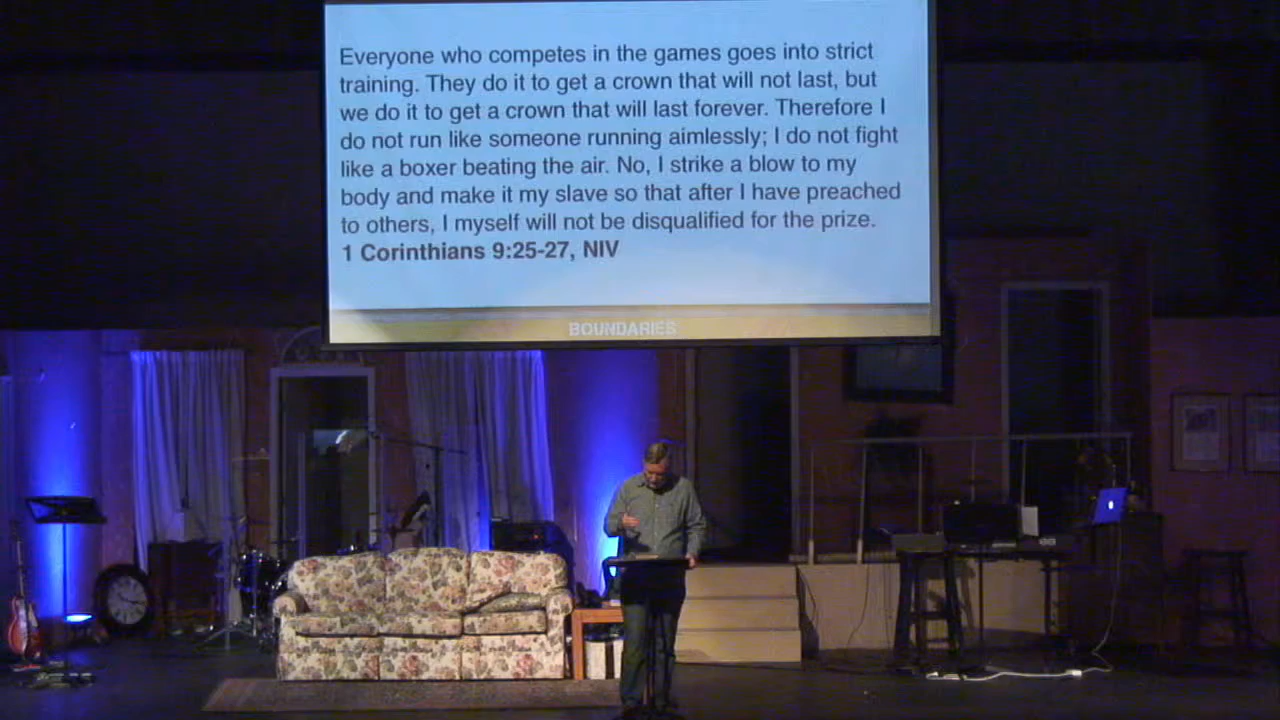 Everyone who competes in the games goes into strict
training. They do it to get a crown that will not last, but
we do it to get a crown that will last forever. Therefore I
do not run like someone running aimlessly; I do not fight
like a boxer beating the air. No, I strike a blow to my
body and make it my slave so that after I have preached
to others, I myself will not be disqualified for the prize.
1 Corinthians 9:25-27, NIV
BOUNDARIES